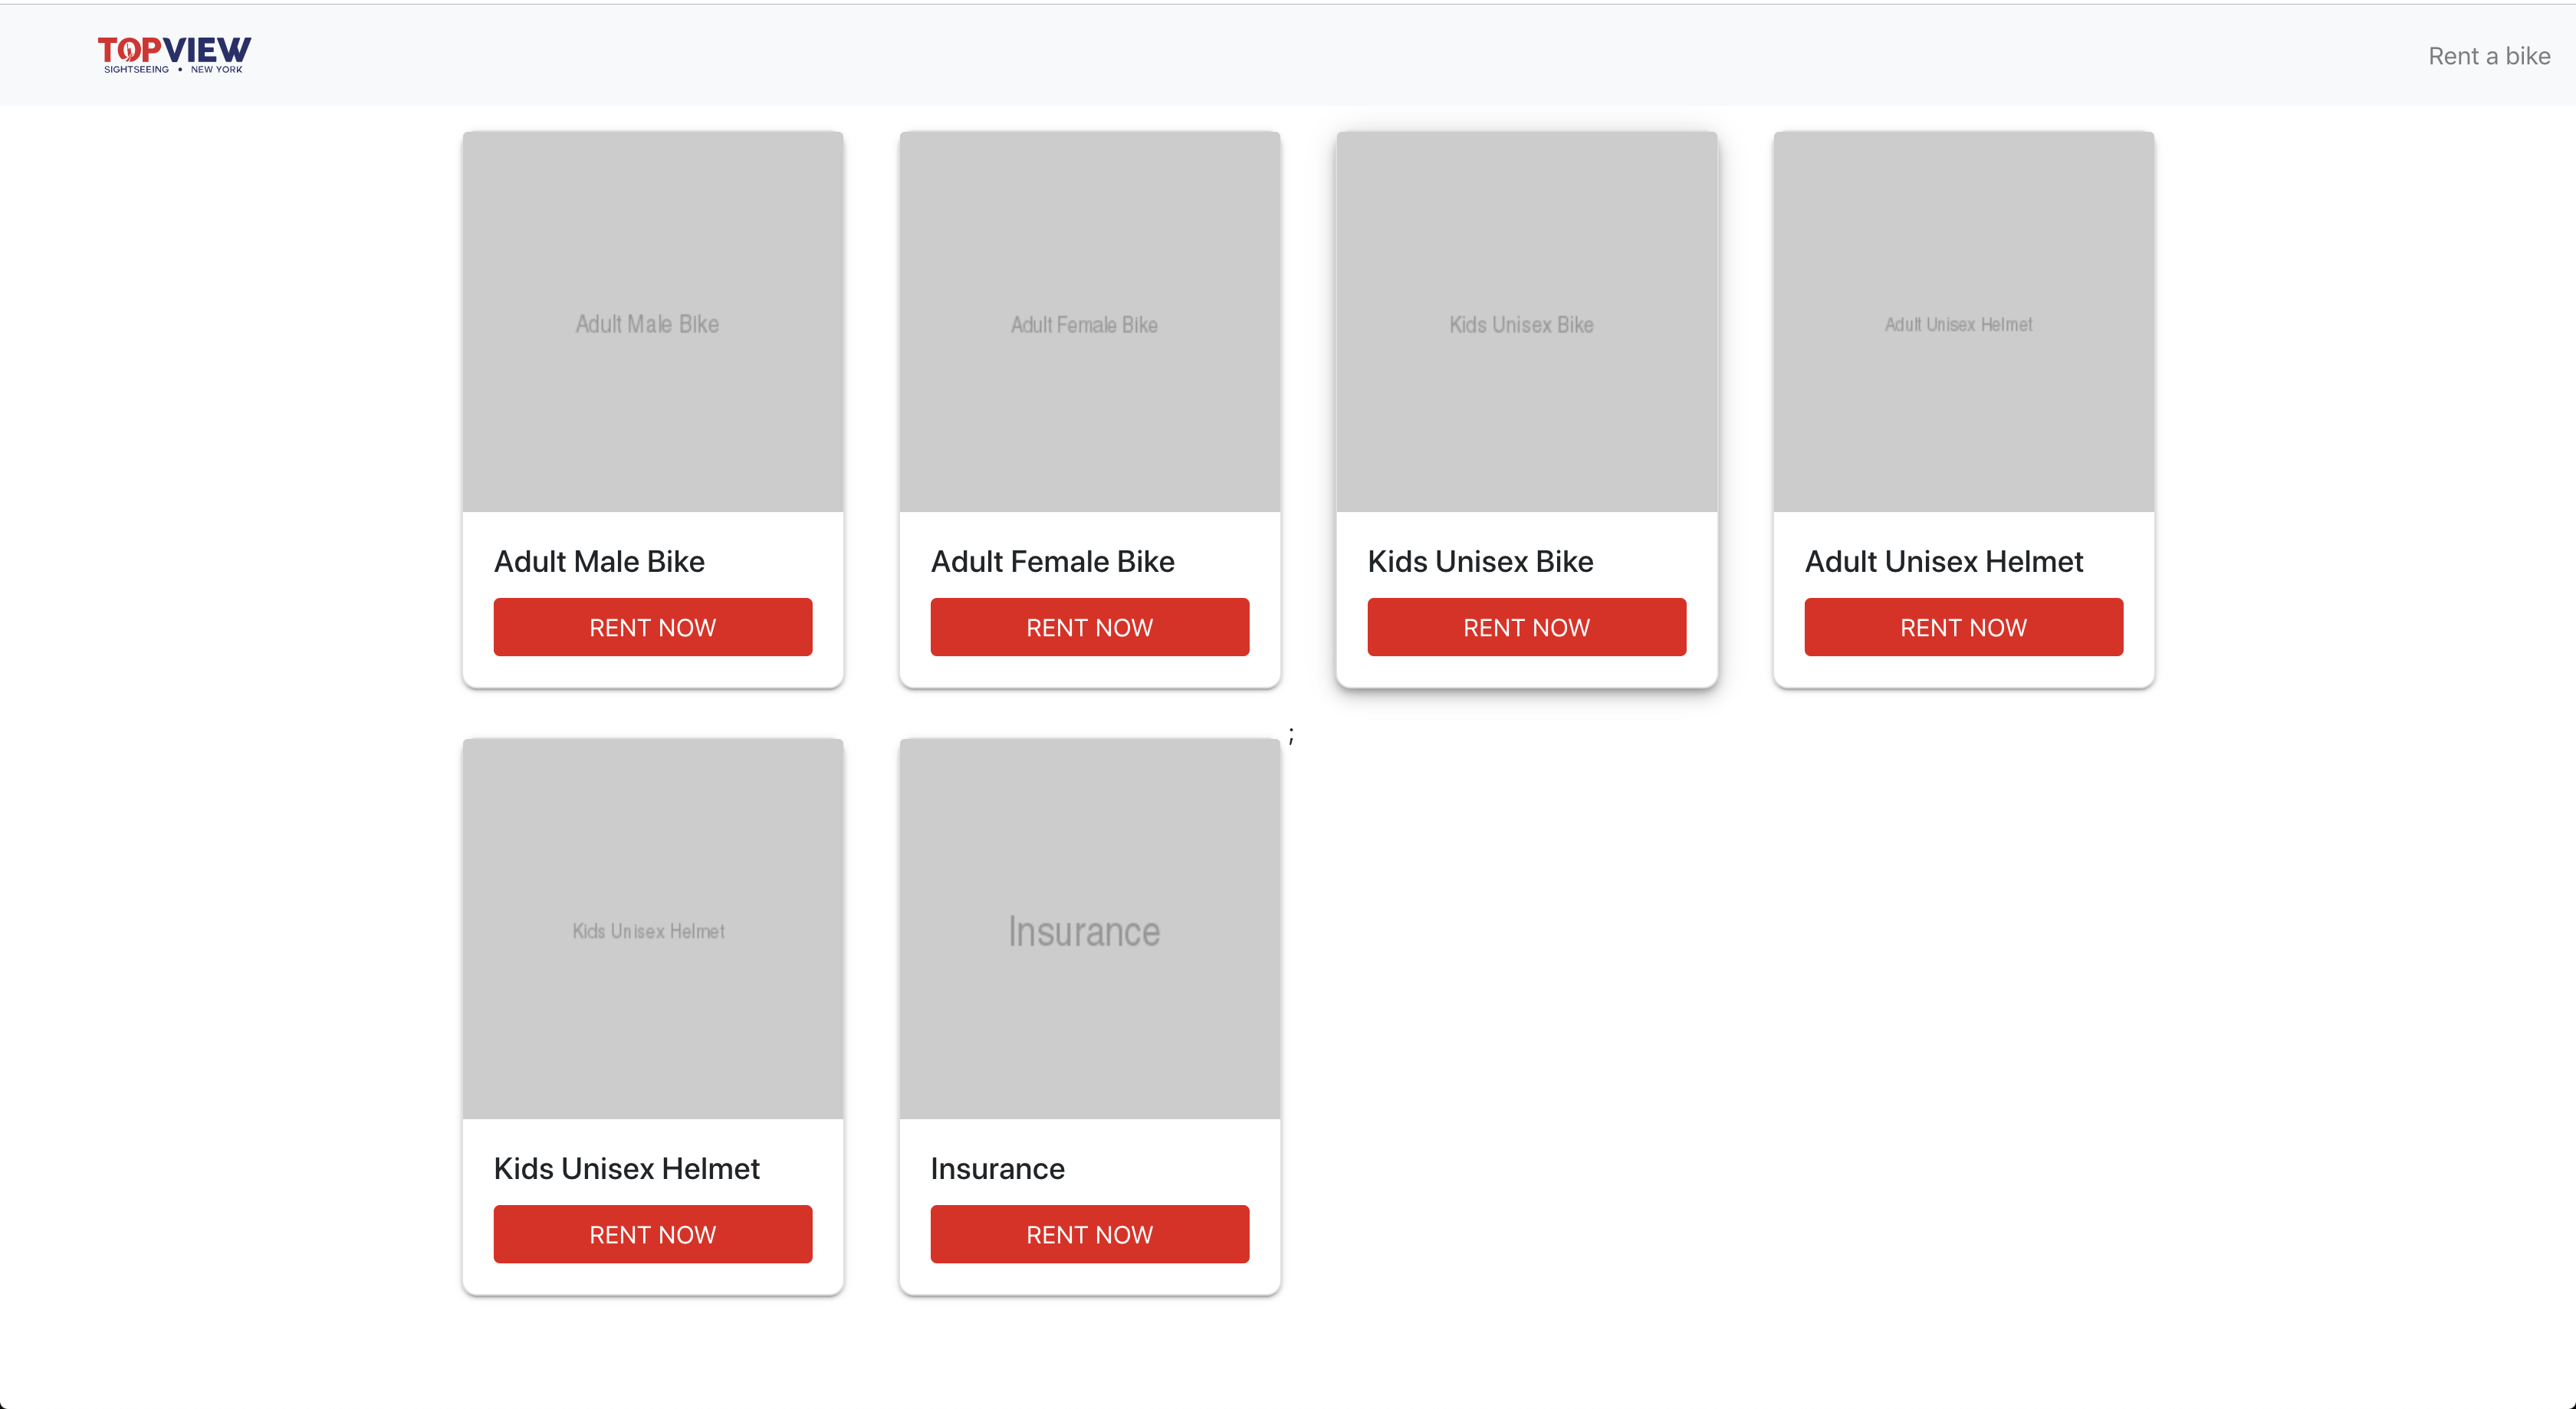 TOPVIEW
SIGHTSEEING • NEW YORK
Rent a bike
Adult Male Bike
Adult Female Bike
Kids Unisex Bike
Adult Unisex Helmet
Adult Male Bike
Adult Female Bike
Kids Unisex Bike
Adult Unisex Helmet
RENT NOW
RENT NOW
RENT NOW
RENT NOW
;
Kids Unisex Helmet
Insurance
Kids Unisex Helmet
Insurance
RENT NOW
RENT NOW